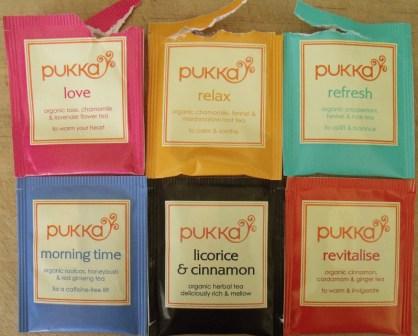 pukka
love
organic rose, chamomile
& lavender flower tea
to warm your heart
pukka
relax
organic chamomile, fennel &
marshmallow root tea
to calm & soothe
pukka
refresh
organic peppermint,
fennel & rose tea
to uplift & balance
pukka
morning time
organic rooibos, honeybush
& red ginseng tea
for a caffeine-free lift
pukka
licorice
& cinnamon
organic herbal tea
deliciously rich & mellow
pukka
revitalise
organic cinnamon,
cardamom & ginger tea
to warm & invigorate